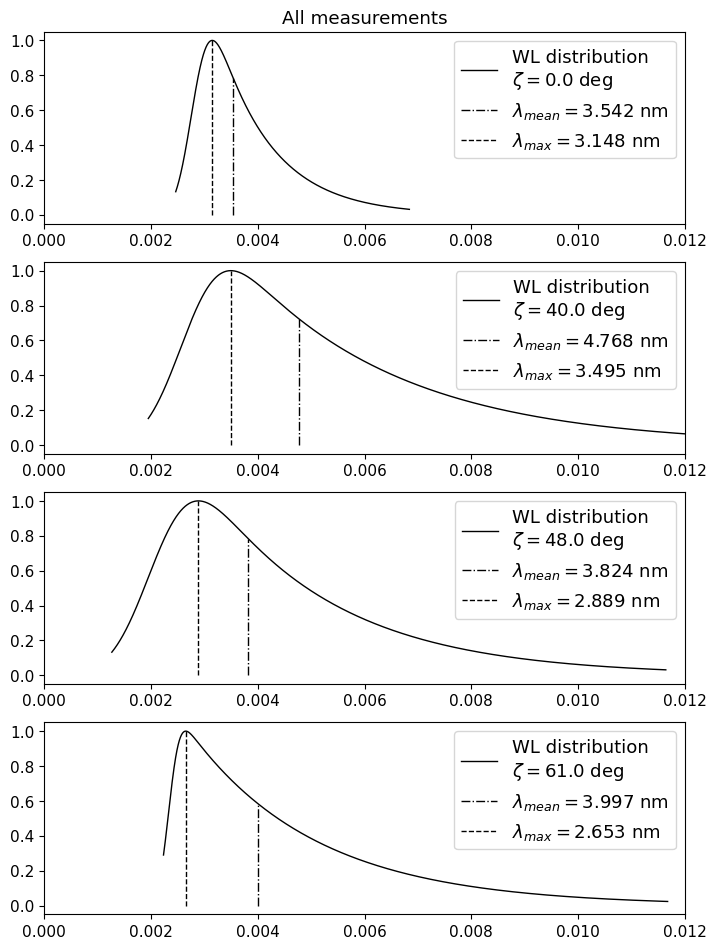 All measurements
1.0
0.8
0.6
0.4
0.2
0.0
WL distribution
ζ = 0.0 deg
λmean = 3.542 nm
λmax = 3.148 nm
0.000 0.002 0.004 0.006 0.008 0.010 0.012
1.0
0.8
0.6
0.4
0.2
0.0
WL distribution
ζ = 40.0 deg
λmean = 4.768 nm
λmax = 3.495 nm
0.000 0.002 0.004 0.006 0.008 0.010 0.012
1.0
0.8
0.6
0.4
0.2
0.0
WL distribution
ζ = 48.0 deg
λmean = 3.824 nm
λmax = 2.889 nm
0.000 0.002 0.004 0.006 0.008 0.010 0.012
1.0
0.8
0.6
0.4
0.2
0.0
WL distribution
ζ = 61.0 deg
λmean = 3.997 nm
λmax = 2.653 nm
0.000 0.002 0.004 0.006 0.008 0.010 0.012